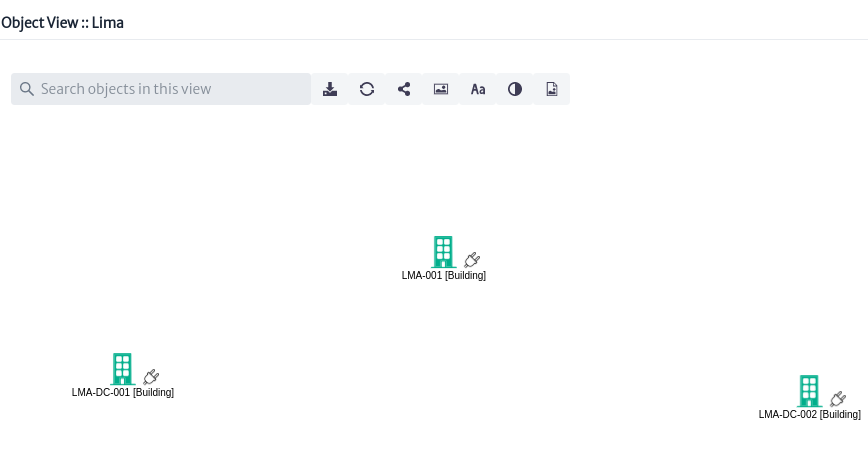 Object View :: Lima
Search objects in this view
Aa
LMA-001 [Building]
LMA-DC-001 [Building]
LMA-DC-002 [Building]